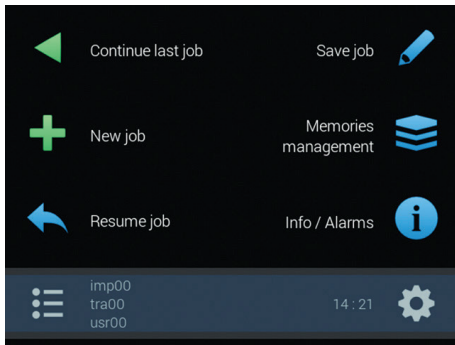 Continue last job
Save job
New job
Memories
management
Resume job
Info / Alarms
i
imp00
tra00
usr00
14 : 21